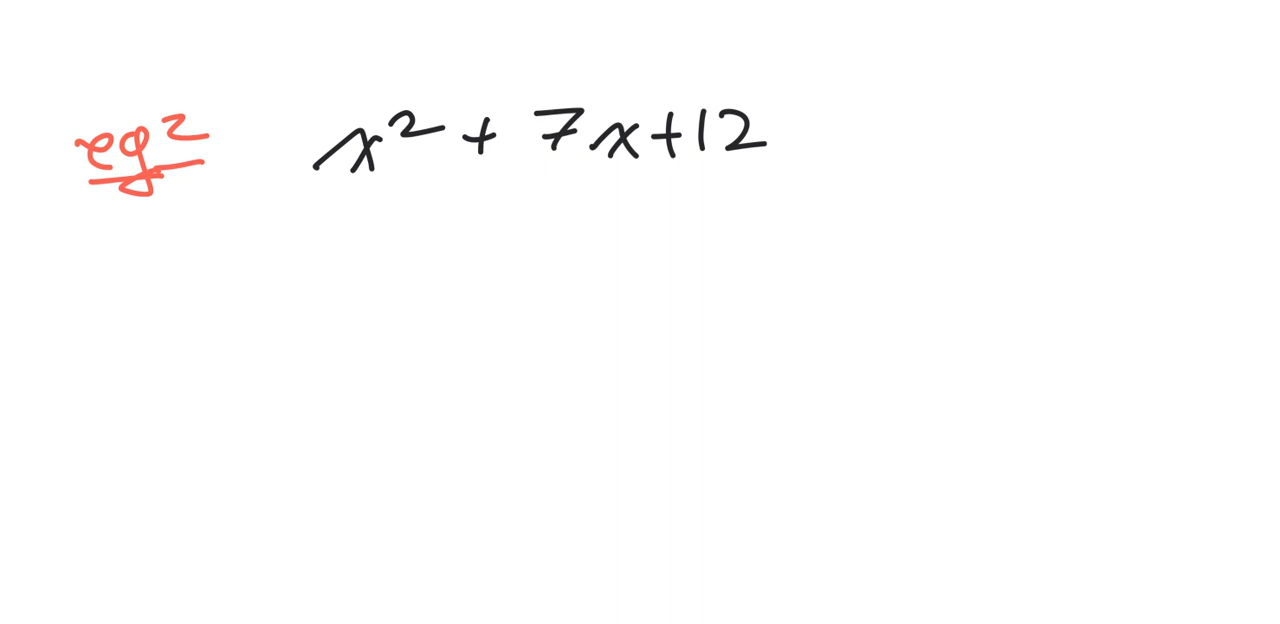 eg 2 x² + 7x + 12